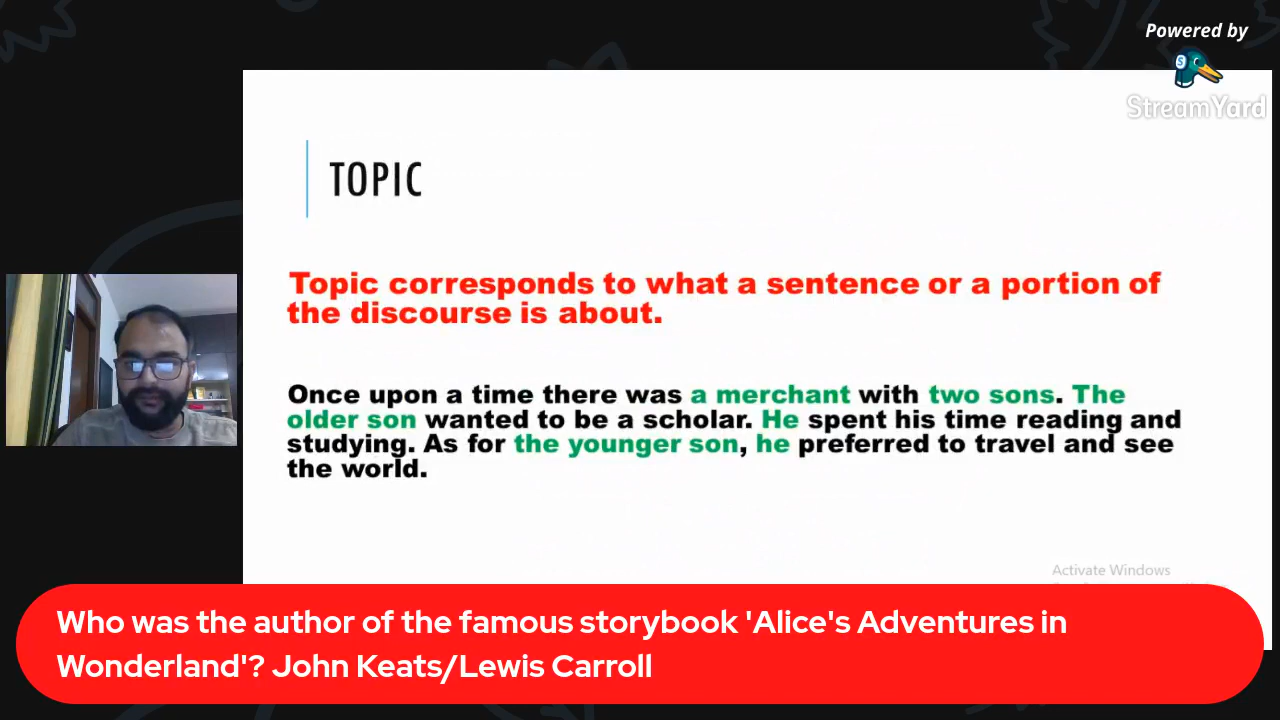 Powered by
StreamYard
TOPIC
Topic corresponds to what a sentence or a portion of
the discourse is about.
Once upon a time there was a merchant with two sons. The
older son wanted to be a scholar. He spent his time reading and
studying. As for the younger son, he preferred to travel and see
the world.
Activate Windows
Who was the author of the famous storybook 'Alice's Adventures in
Wonderland'? John Keats/Lewis Carroll